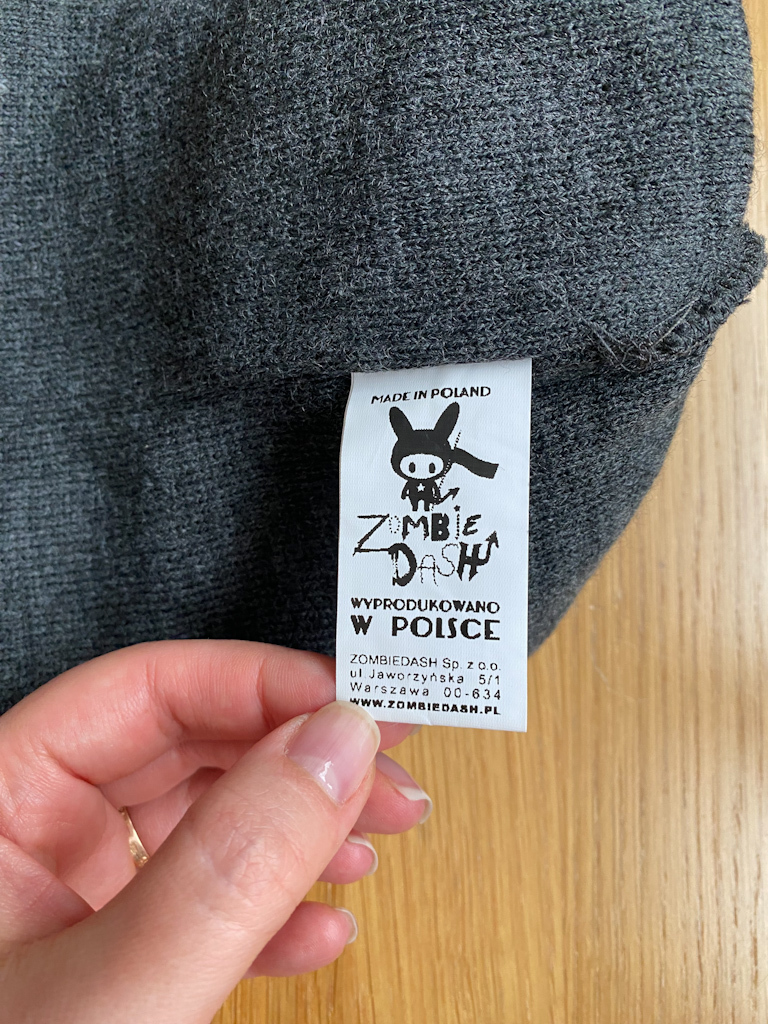 MADE IN POLAND
ZOMBIE
DASH
WYPRODUKOWANO
W POLSCE
ZOMBIEDASH Sp. z o.o.
ul.Jaworzyńska 5/1
Warszawa 00-634
WWW.ZOMBIEDASH.PL